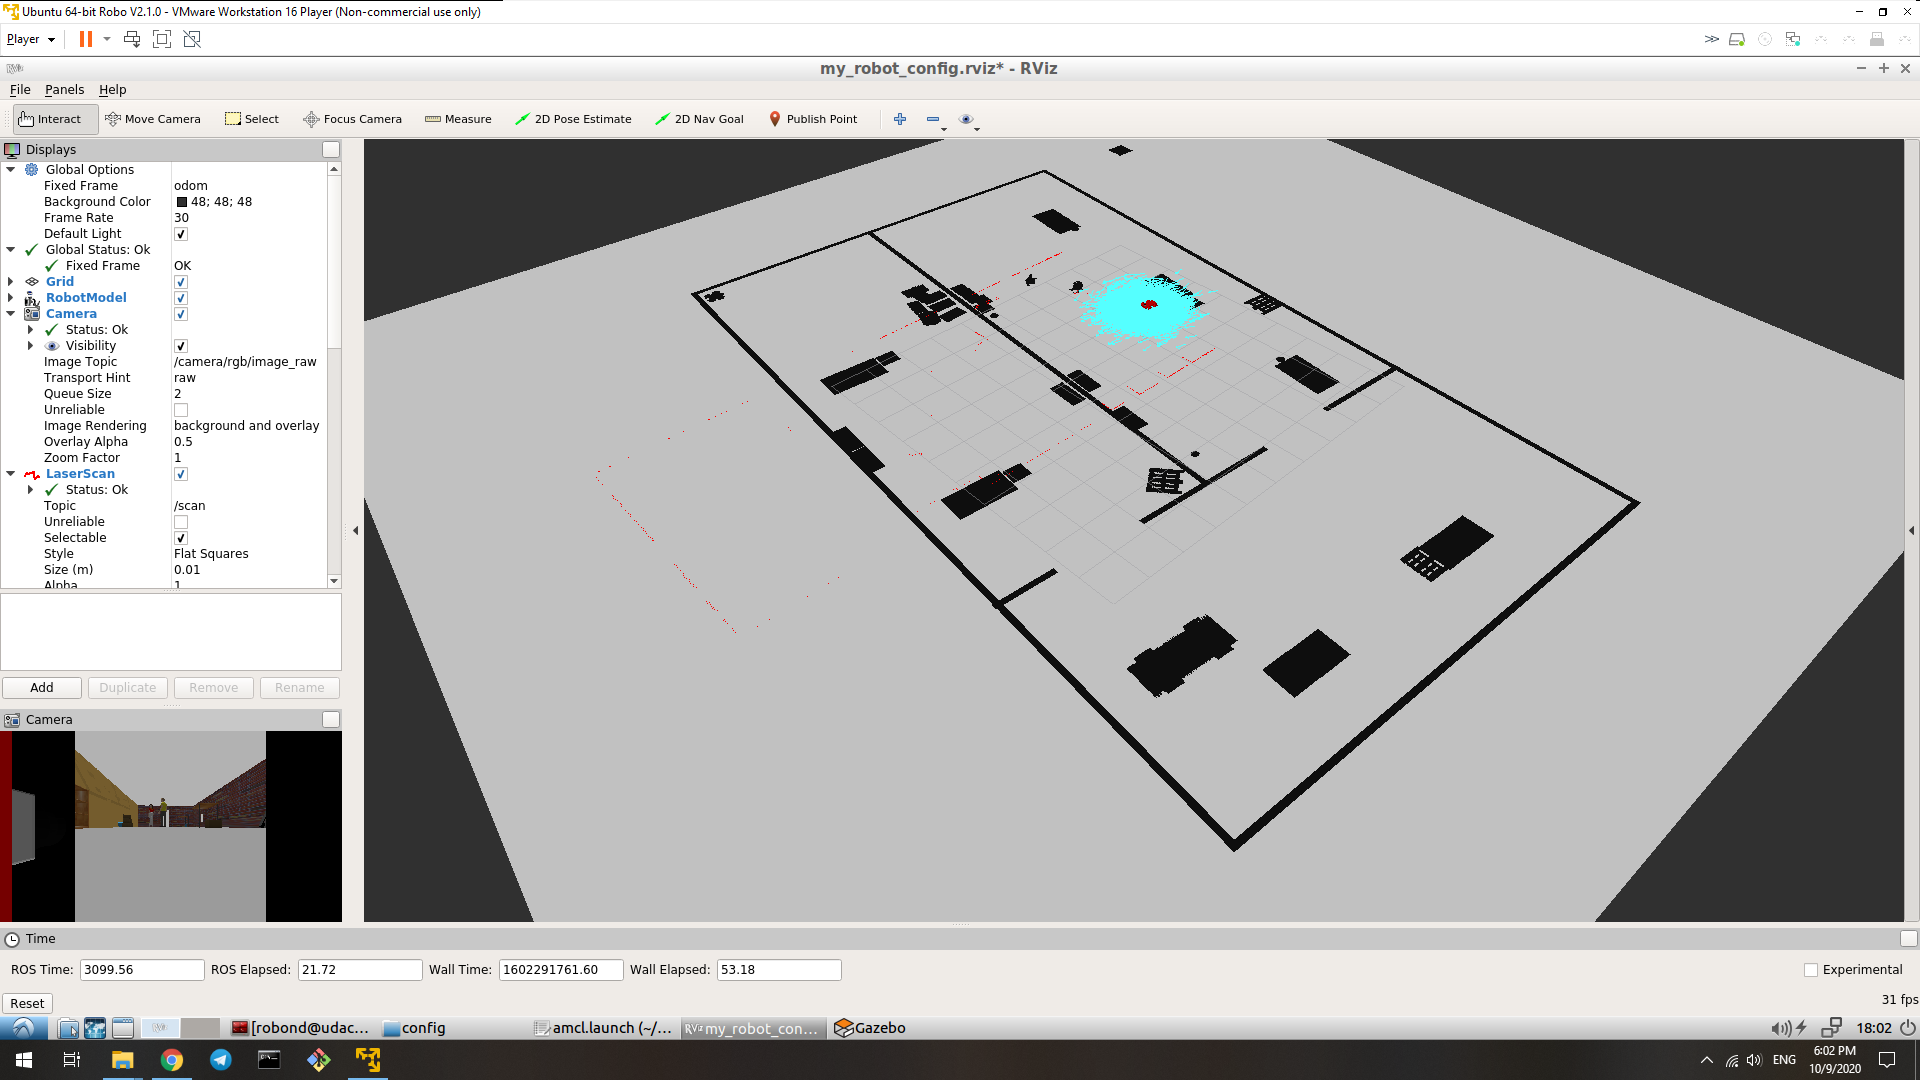 Ubuntu 64-bit Robo V2.1.0 - VMware Workstation 16 Player (Non-commercial use only)
Player
my_robot_config.rviz* - RViz
File Panels Help
Interact Move Camera Select Focus Camera Measure 2D Pose Estimate 2D Nav Goal Publish Point
Displays
Global Options
Fixed Frame odom
Background Color 48; 48; 48
Frame Rate 30
Default Light
Global Status: Ok
Fixed Frame OK
Grid
RobotModel
Camera
Status: Ok
Visibility
Image Topic /camera/rgb/image_raw
Transport Hint raw
Queue Size 2
Unreliable
Image Rendering background and overlay
Overlay Alpha 0.5
Zoom Factor 1
LaserScan
Status: Ok
Topic /scan
Unreliable
Selectable
Style Flat Squares
Size (m) 0.01
Alpha 1
Add Duplicate Remove Rename
Camera
Time
ROS Time: 3099.56 ROS Elapsed: 21.72 Wall Time: 1602291761.60 Wall Elapsed: 53.18 Experimental
Reset 31 fps
[robond@udac... config amcl.launch (~/... my_robot_con... Gazebo 18:02
ENG 6:02 PM
10/9/2020